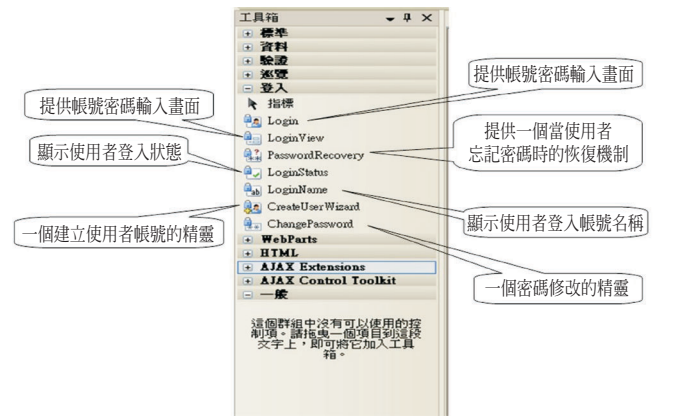 工具箱
標準
資料
驗證
巡覽
登入
指標
Login
LoginView
PasswordRecovery
LoginStatus
LoginName
CreateUserWizard
ChangePassword
WebParts
HTML
AJAX Extensions
AJAX Control Toolkit
一般
這個群組中沒有可以使用的控
制項。請拖曳一個項目到這段
文字上，即可將它加入工具
箱。
提供帳號密碼輸入畫面
顯示使用者登入狀態
一個建立使用者帳號的精靈
提供帳號密碼輸入畫面
提供一個當使用者
忘記密碼時的恢復機制
顯示使用者登入帳號名稱
一個密碼修改的精靈